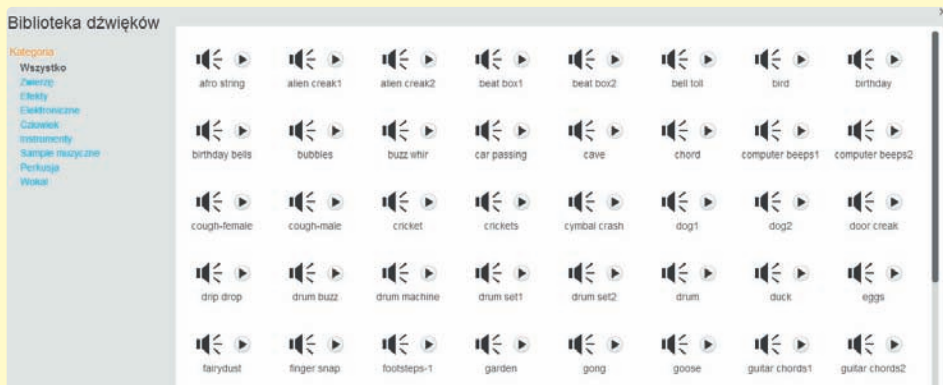 Biblioteka dźwięków
Kategoria
Wszystko
Zwierzę
Efekty
Elektroniczne
Człowiek
Instrumenty
Sample muzyczne
Perkusja
Wokal
afro string alien creak1 alien creak2 beat box1 beat box2 bell toll bird birthday
birthday bells bubbles buzz whir car passing cave chord computer beeps1 computer beeps2
cough-female cough-male cricket crickets cymbal crash dog1 dog2 door creak
drip drop drum buzz drum machine drum set1 drum set2 drum duck eggs
fairydust finger snap footsteps-1 garden gong goose guitar chords1 guitar chords2